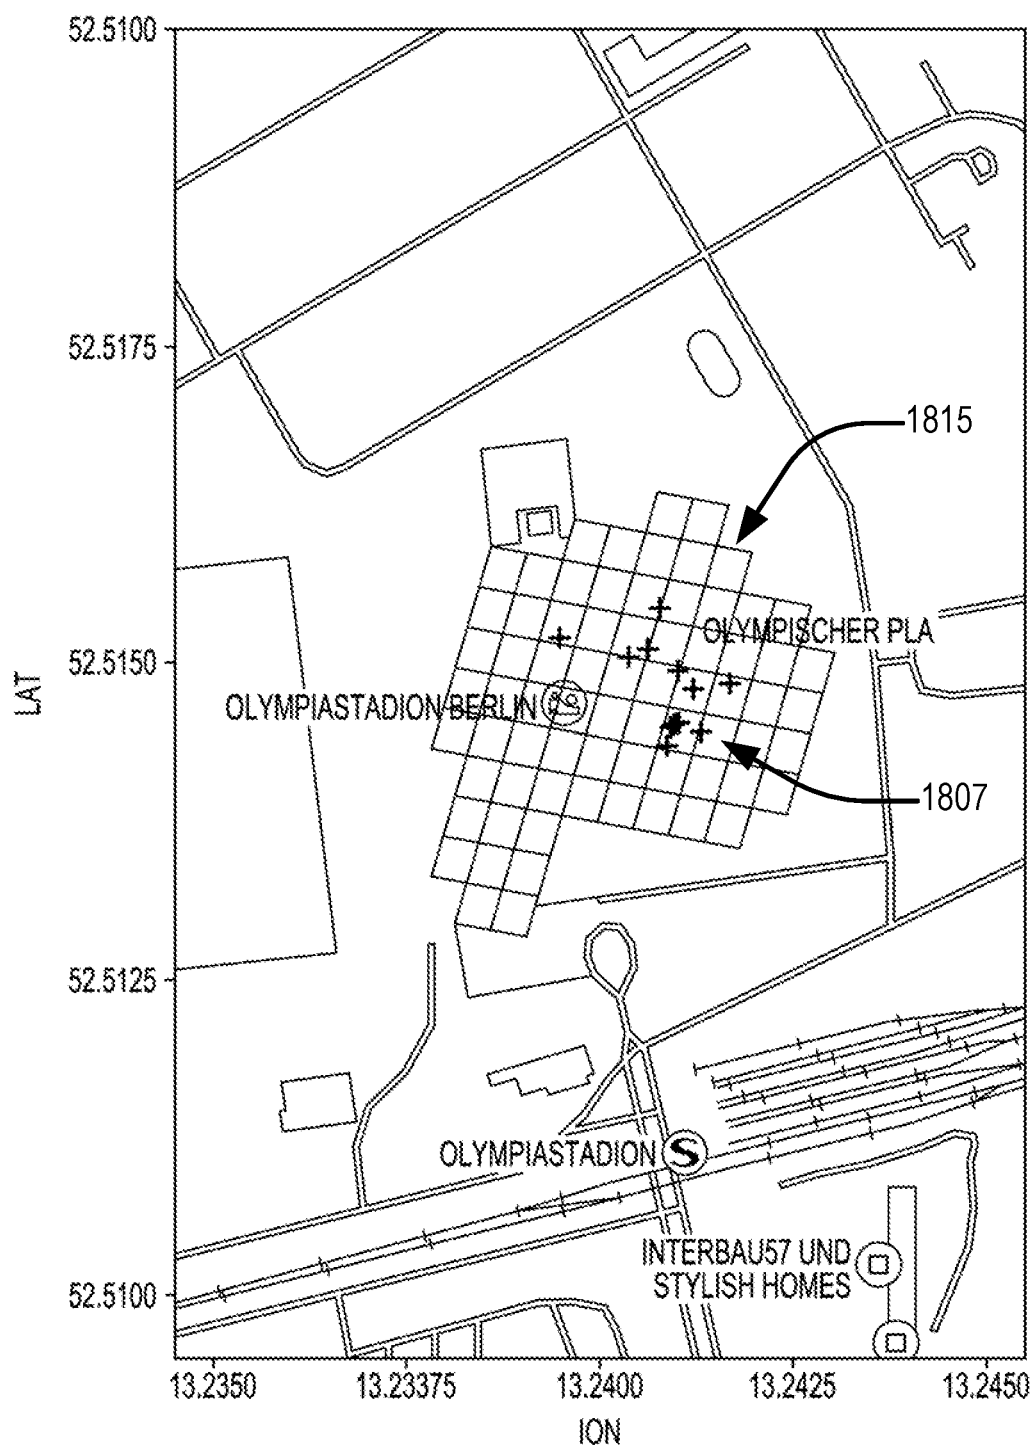 52.5100
52.5175
1815
OLYMPISCHER PLA
52.5150
LAT
OLYMPIASTADION BERLIN
1807
52.5125
OLYMPIASTADION S
INTERBAU57 UND
STYLISH HOMES
52.5100
13.2350 13.23375 13.2400 13.2425 13.2450
ION